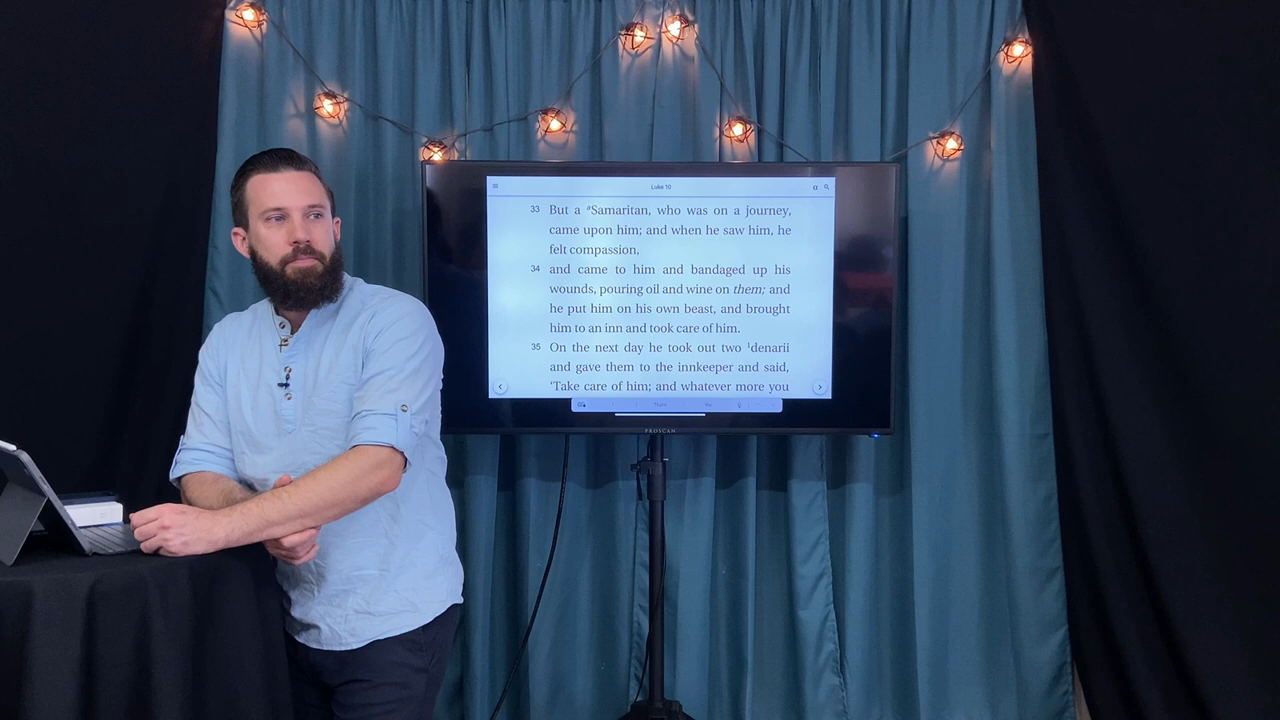 Luke 10
33 But a ᵃSamaritan, who was on a journey,
came upon him; and when he saw him, he
felt compassion,
34 and came to him and bandaged up his
wounds, pouring oil and wine on them; and
he put him on his own beast, and brought
him to an inn and took care of him.
35 On the next day he took out two ¹denarii
and gave them to the innkeeper and said,
'Take care of him; and whatever more you
PROSCAN